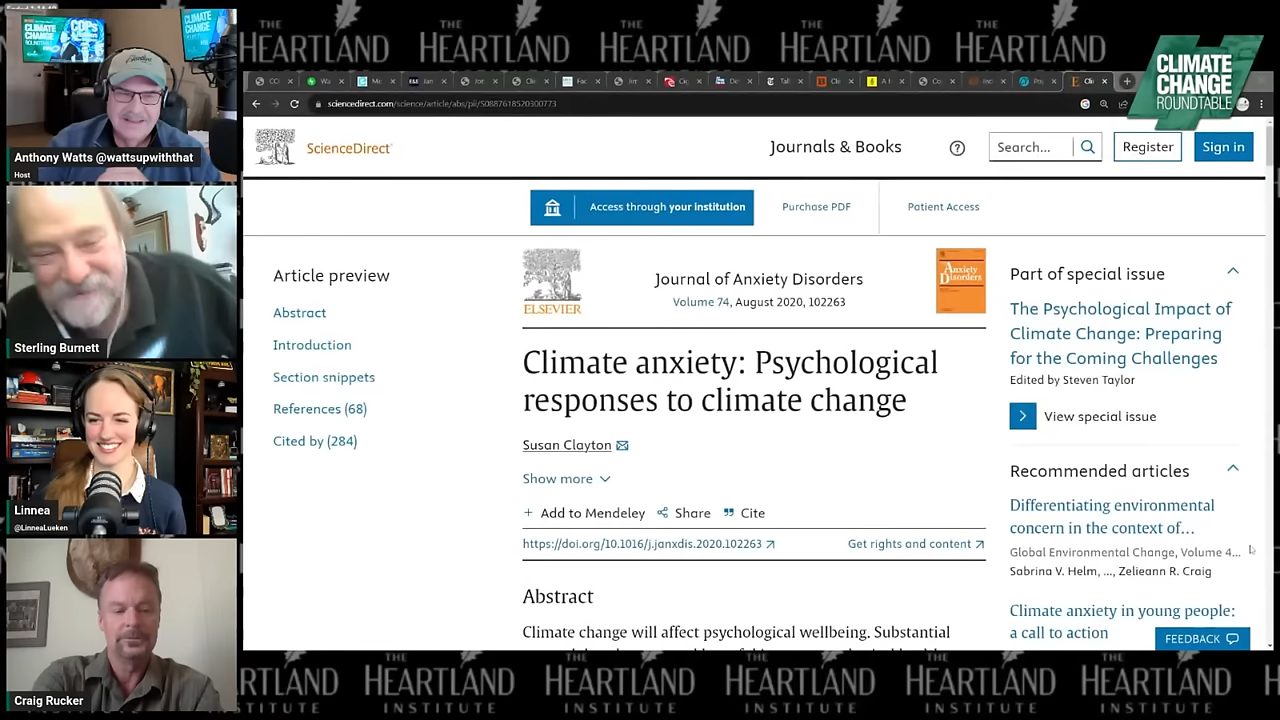 CLIMATE
CHANGE
ROUNDTABLE
COPs
Anthony Watts @wattsupwiththat
Host
Sterling Burnett
Linnea
@LinneaLueken
Craig Rucker
THE HEARTLAND INSTITUTE
CLIMATE
CHANGE
ROUNDTABLE
sciencedirect.com/science/article/abs/pii/S0887618520300773
ScienceDirect
Journals & Books
Search...
Register
Sign in
Access through your institution
Purchase PDF
Patient Access
Article preview
Abstract
Introduction
Section snippets
References (68)
Cited by (284)
ELSEVIER
Journal of Anxiety Disorders
Volume 74, August 2020, 102263
Anxiety
Disorders
Climate anxiety: Psychological
responses to climate change
Susan Clayton
Show more
+ Add to Mendeley
Share
Cite
https://doi.org/10.1016/j.janxdis.2020.102263
Get rights and content
Abstract
Climate change will affect psychological wellbeing. Substantial
Part of special issue
The Psychological Impact of
Climate Change: Preparing
for the Coming Challenges
Edited by Steven Taylor
View special issue
Recommended articles
Differentiating environmental
concern in the context of...
Global Environmental Change, Volume 4...
Sabrina V. Helm, ..., Zelieann R. Craig
Climate anxiety in young people:
a call to action
FEEDBACK
THE HEARTLAND INSTITUTE